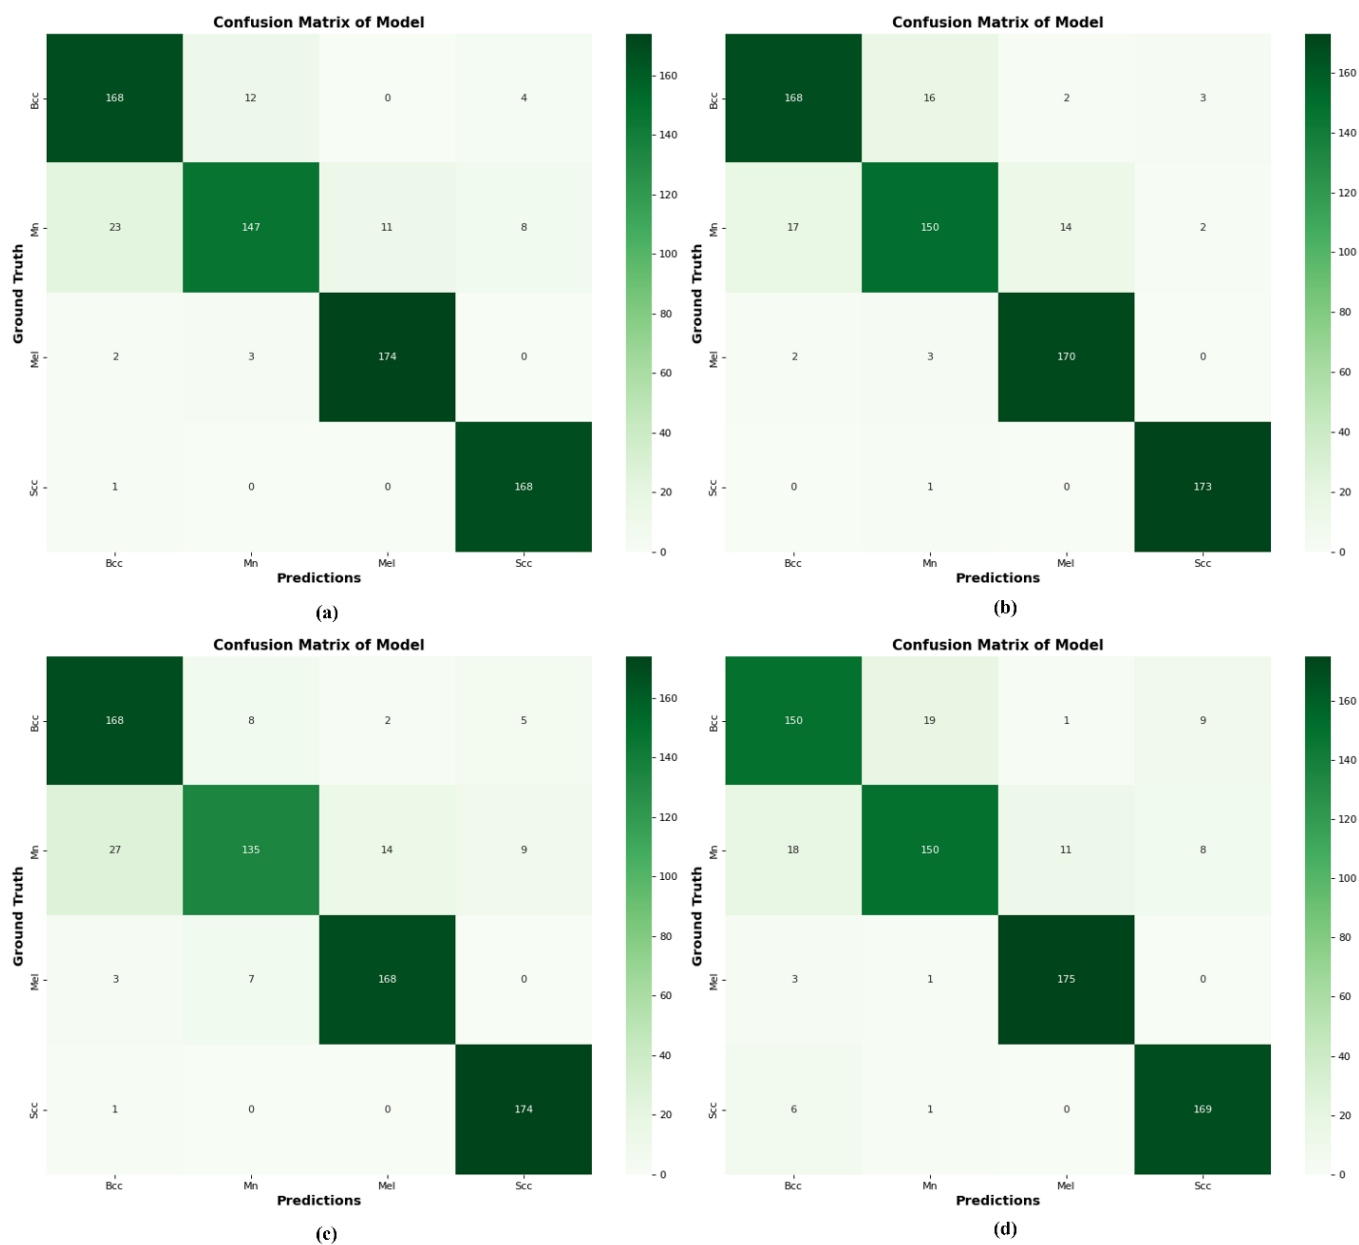 Confusion Matrix of Model
Bcc 168 12 0 4
Mn 23 147 11 8
Mel 2 3 174 0
Scc 1 0 0 168
Ground Truth
Bcc Mn Mel Scc
Predictions
160
140
120
100
80
60
40
20
0
(a)
Confusion Matrix of Model
Bcc 168 16 2 3
Mn 17 150 14 2
Mel 2 3 170 0
Scc 0 1 0 173
Ground Truth
Bcc Mn Mel Scc
Predictions
160
140
120
100
80
60
40
20
0
(b)
Confusion Matrix of Model
Bcc 168 8 2 5
Mn 27 135 14 9
Mel 3 7 168 0
Scc 1 0 0 174
Ground Truth
Bcc Mn Mel Scc
Predictions
160
140
120
100
80
60
40
20
0
(c)
Confusion Matrix of Model
Bcc 150 19 1 9
Mn 18 150 11 8
Mel 3 1 175 0
Scc 6 1 0 169
Ground Truth
Bcc Mn Mel Scc
Predictions
160
140
120
100
80
60
40
20
0
(d)